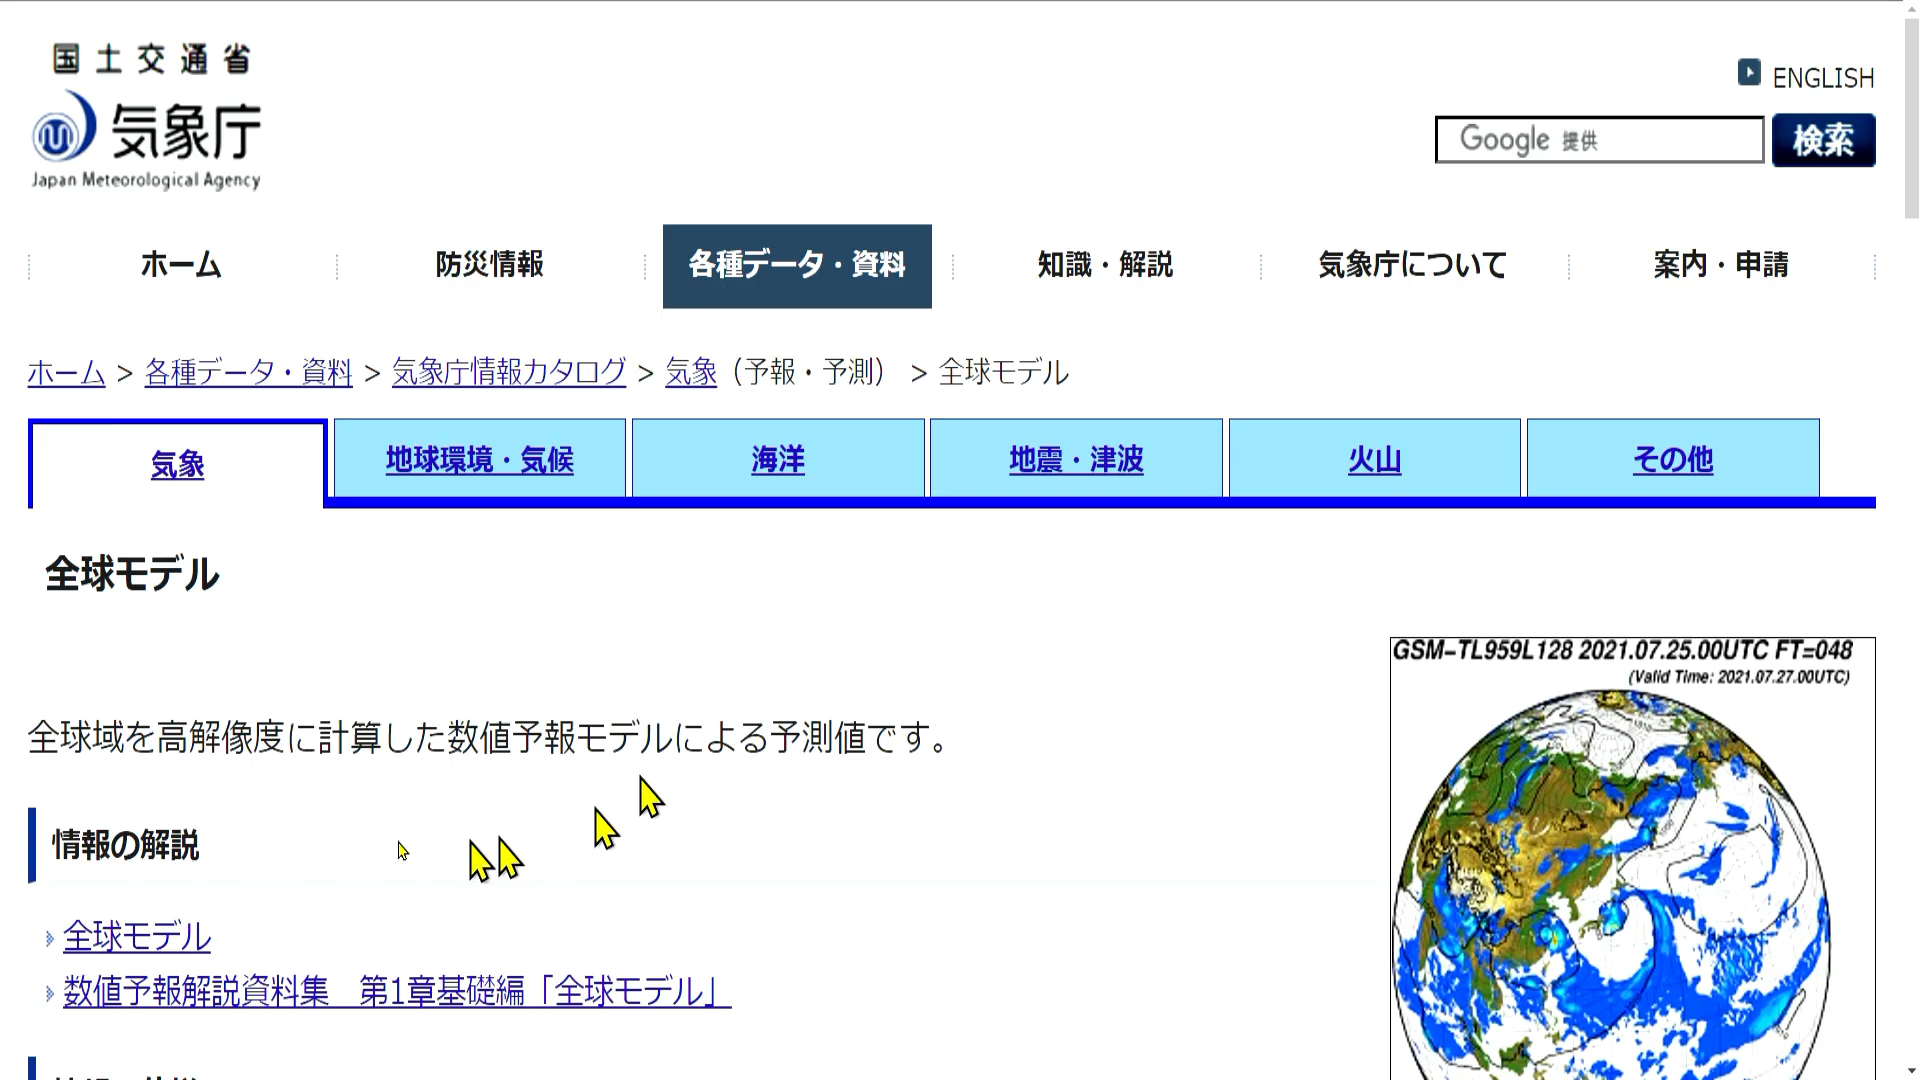 国土交通省
気象庁
Japan Meteorological Agency
ENGLISH
Google 提供
検索
ホーム
防災情報
各種データ・資料
知識・解説
気象庁について
案内・申請
ホーム > 各種データ・資料 > 気象庁情報カタログ > 気象（予報・予測） > 全球モデル
気象
地球環境・気候
海洋
地震・津波
火山
その他
全球モデル
GSM-TL959L128 2021.07.25.00UTC FT=048
(Valid Time: 2021.07.27.00UTC)
全球域を高解像度に計算した数値予報モデルによる予測値です。
情報の解説
全球モデル
数値予報解説資料集　第1章基礎編「全球モデル」